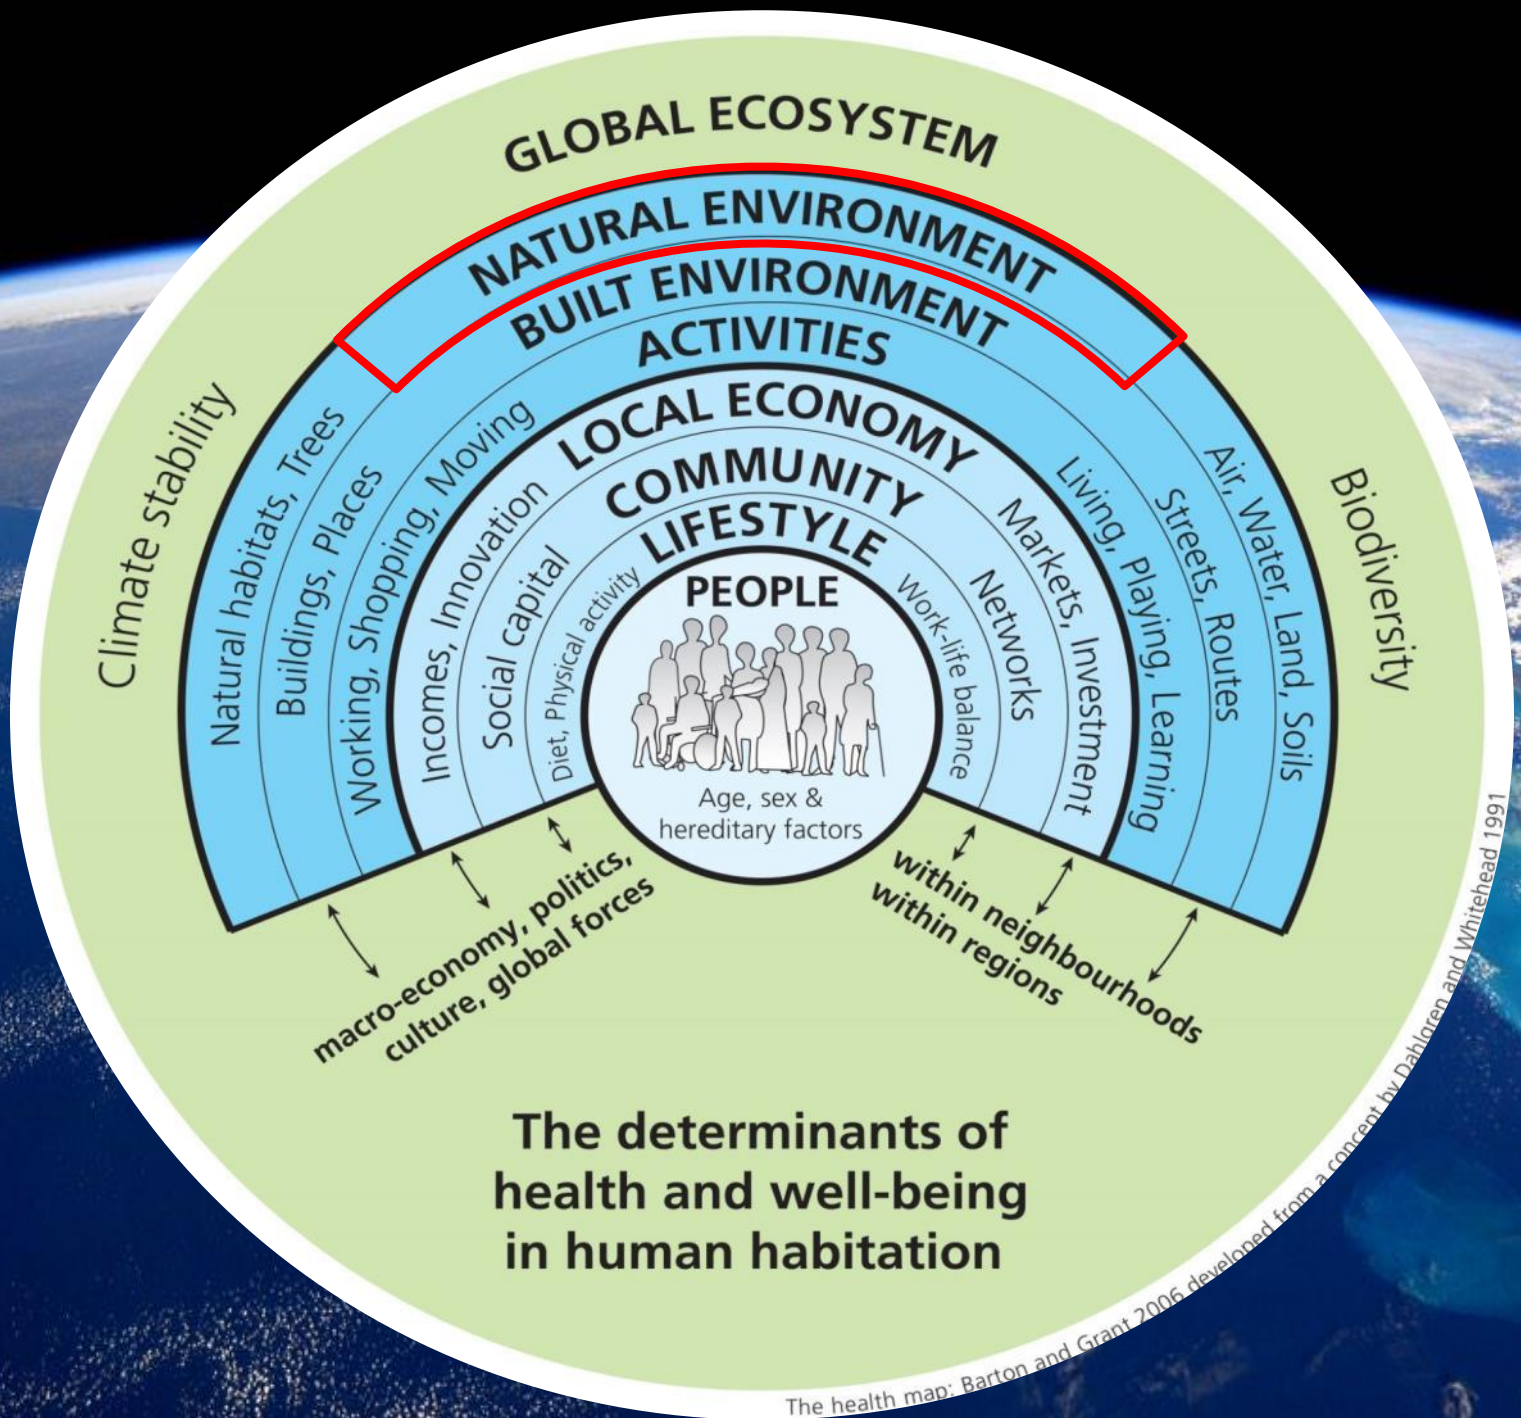 GLOBAL ECOSYSTEM
NATURAL ENVIRONMENT
BUILT ENVIRONMENT
ACTIVITIES
LOCAL ECONOMY
COMMUNITY
LIFESTYLE
PEOPLE
Age, sex &
hereditary factors
Climate stability
Natural habitats, Trees
Buildings, Places
Working, Shopping, Moving
Incomes, Innovation
Social capital
Diet, Physical activity
Work-life balance
Networks
Markets, Investment
Living, Playing, Learning
Streets, Routes
Air, Water, Land, Soils
Biodiversity
macro-economy, politics,
culture, global forces
within neighbourhoods
within regions
The determinants of
health and well-being
in human habitation
The health map: Barton and Grant 2006 developed from a concept by Dahlgren and Whitehead 1991